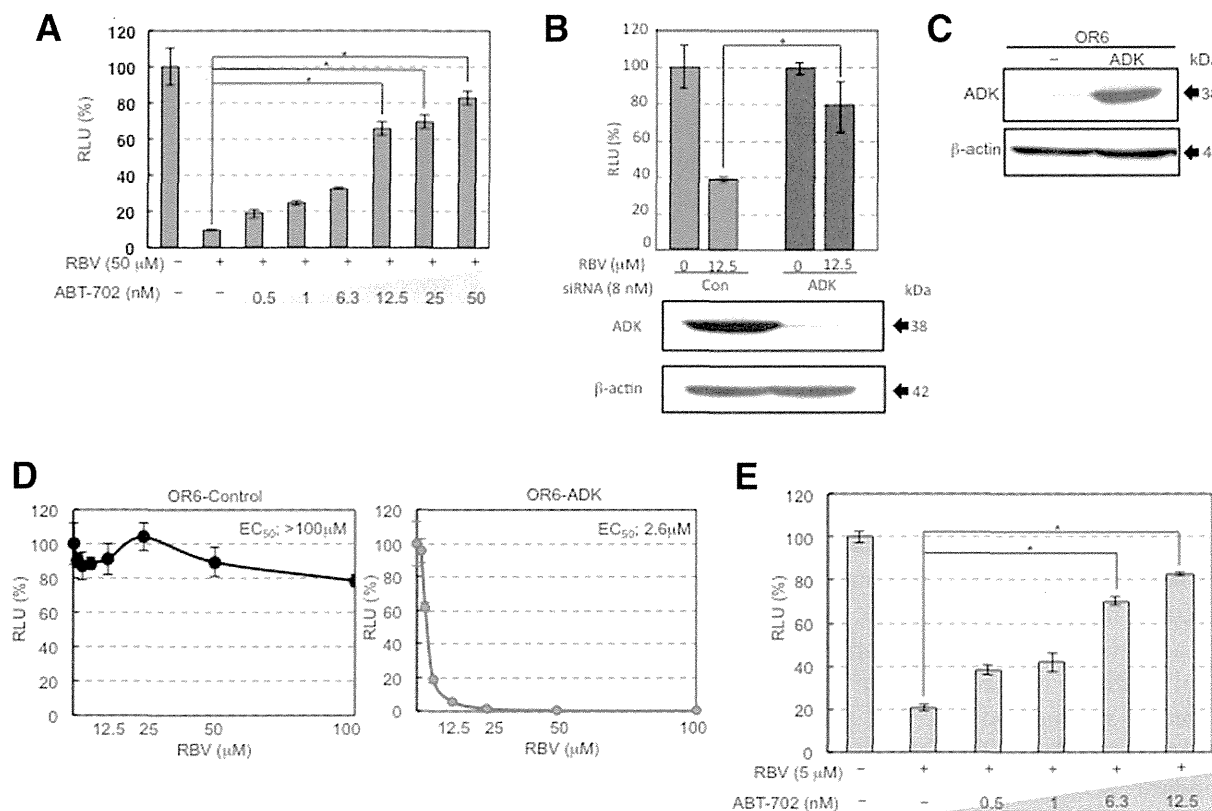 A
120
100
80
60
40
20
0
RLU (%)
*
*
*
RBV (50 μM) – + + + + + + +
ABT-702 (nM) – – 0.5 1 6.3 12.5 25 50
B
120
100
80
60
40
20
0
RLU (%)
*
RBV (μM) 0 12.5 0 12.5
siRNA (8 nM) Con ADK kDa
ADK 38
β-actin 42
C
OR6
– ADK kDa
ADK
β-actin
D
OR6-Control
EC50: >100μM
120
100
80
60
40
20
0
RLU (%)
12.5 25 50 100
RBV (μM)
OR6-ADK
EC50: 2.6μM
120
100
80
60
40
20
0
RLU (%)
12.5 25 50 100
RBV (μM)
E
120
100
80
60
40
20
0
RLU (%)
*
*
RBV (5 μM) – + + + + +
ABT-702 (nM) – – 0.5 1 6.3 12.5